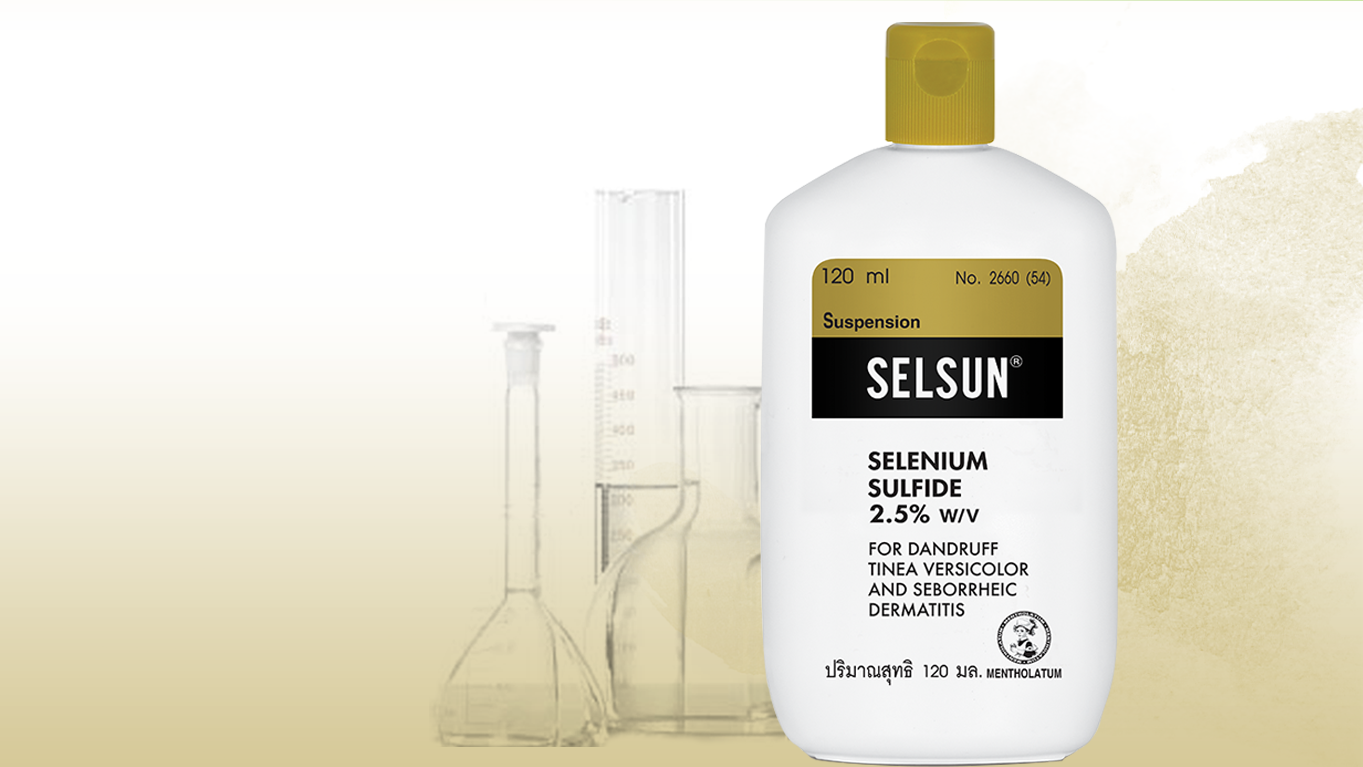 120 ml No. 2660 (54)
Suspension
SELSUN®
SELENIUM
SULFIDE
2.5% W/V
FOR DANDRUFF
TINEA VERSICOLOR
AND SEBORRHEIC
DERMATITIS
ปริมาณสุทธิ 120 มล. MENTHOLATUM